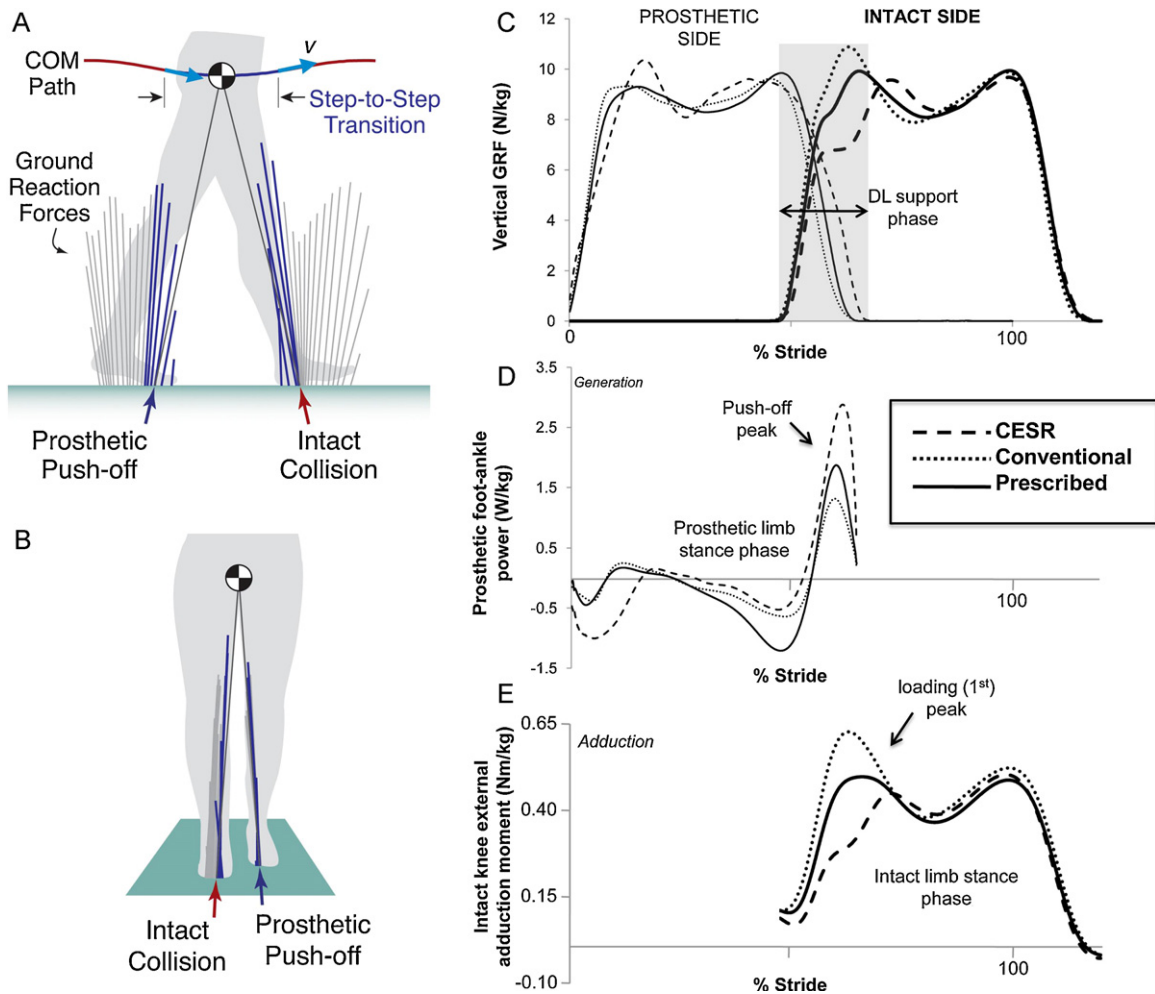 A
COM
Path
v
Step-to-Step
Transition
Ground
Reaction
Forces
Prosthetic
Push-off
Intact
Collision
B
Intact
Collision
Prosthetic
Push-off
C
PROSTHETIC
SIDE
INTACT SIDE
Vertical GRF (N/kg)
12
10
8
6
4
2
0
DL support
phase
0
100
% Stride
D
Generation
3.5
2.5
1.5
0.5
-0.5
-1.5
Prosthetic foot-ankle
power (W/kg)
Push-off
peak
Prosthetic limb
stance phase
100
% Stride
CESR
Conventional
Prescribed
E
Adduction
0.65
0.40
0.15
-0.10
Intact knee external
adduction moment (Nm/kg)
loading (1st)
peak
Intact limb stance
phase
100
% Stride